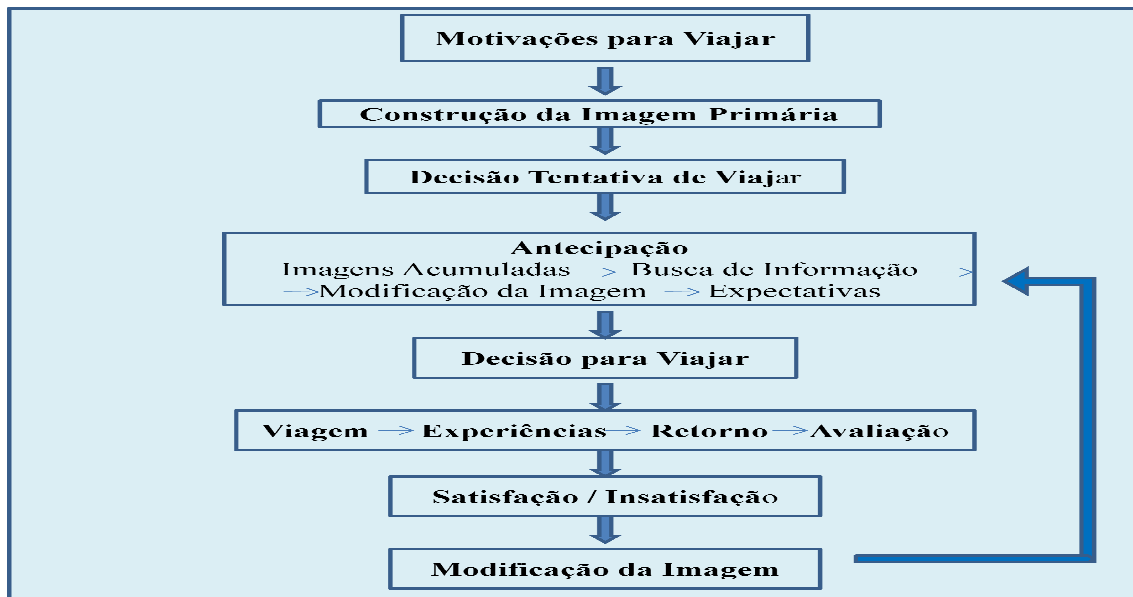 Motivações para Viajar
Construção da Imagem Primária
Decisão Tentativa de Viajar
Antecipação
Imagens Acumuladas > Busca de Informação >
→Modificação da Imagem → Expectativas
Decisão para Viajar
Viagem → Experiências→ Retorno →Avaliação
Satisfação / Insatisfação
Modificação da Imagem